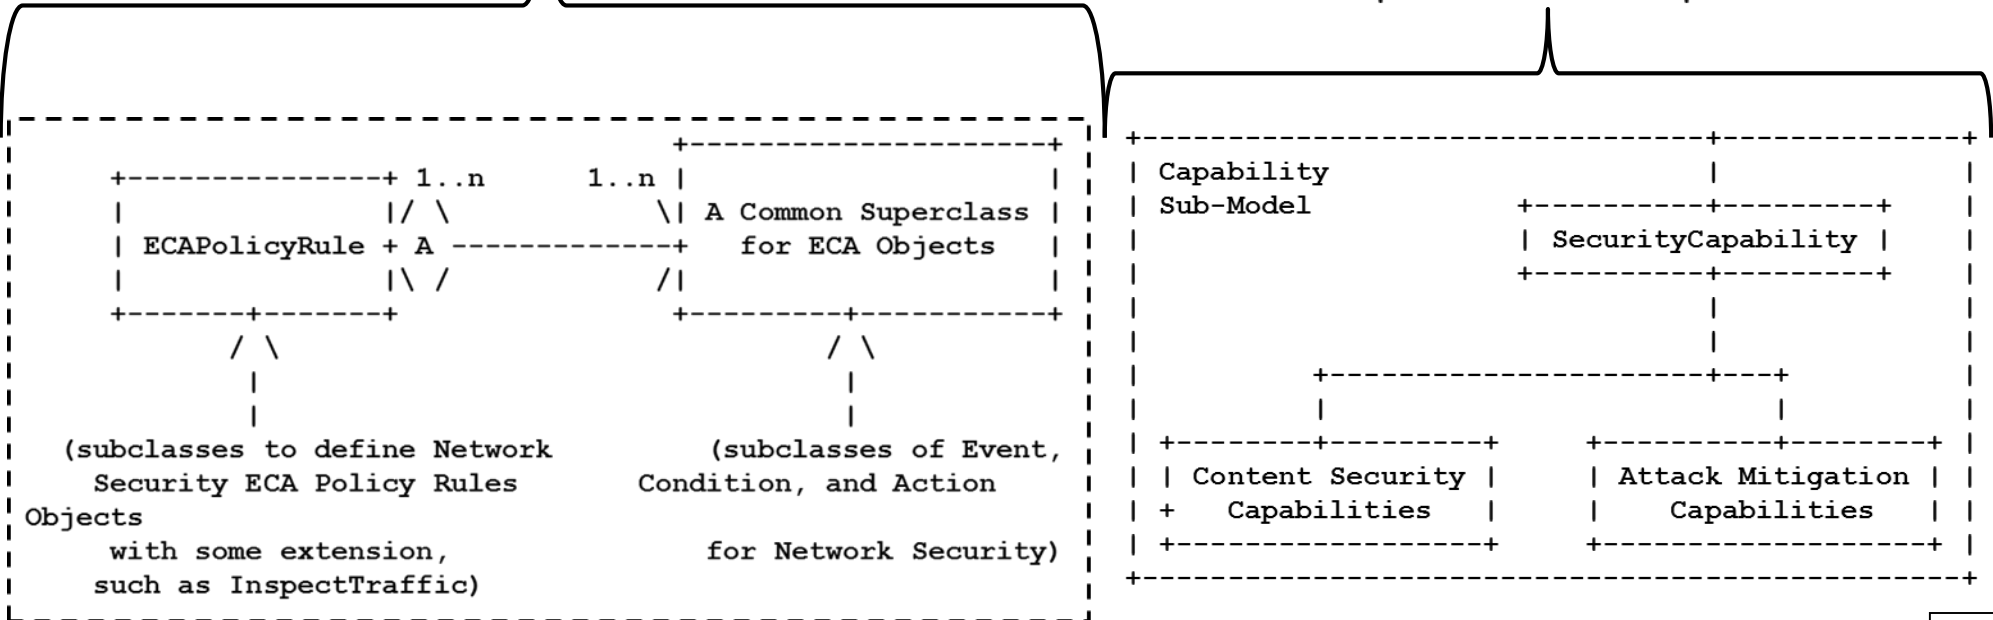 +---------------+ 1..n      1..n | +----------------------+
|               |/ \            \| A Common Superclass |
| ECAPolicyRule + A -------------+   for ECA Objects   |
|               |\ /            /|                      |
+-------+-------+                +---------+------------+
/ \                                / \
|                                  |
|                                  |
(subclasses to define Network         (subclasses of Event,
Security ECA Policy Rules       Condition, and Action
Objects
with some extension,               for Network Security)
such as InspectTraffic)
+---------------------------------+---------------+
| Capability                      |               |
| Sub-Model            +----------+---------+     |
|                      | SecurityCapability |     |
|                      +----------+---------+     |
|                                 |               |
|                                 |               |
|          +----------------------+---+           |
|          |                          |           |
| +--------+---------+     +----------+--------+ |
| | Content Security |     | Attack Mitigation | |
| +   Capabilities   |     |    Capabilities   | |
| +------------------+     +-------------------+ |
+-------------------------------------------------+